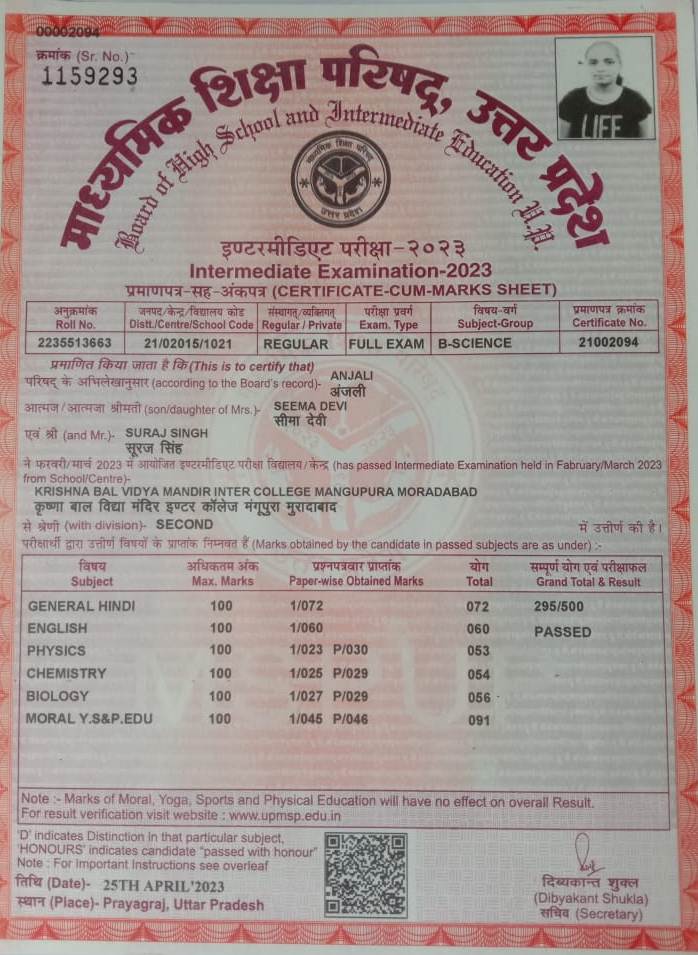 00002094
क्रमांक (Sr. No.)-
1159293
माध्यमिक शिक्षा परिषद्, उत्तर प्रदेश
Board of High School and Intermediate Education U.P.
माध्यमिक शिक्षा परिषद्
उत्तर प्रदेश
LIFE
इण्टरमीडिएट परीक्षा-२०२३
Intermediate Examination-2023
प्रमाणपत्र-सह-अंकपत्र (CERTIFICATE-CUM-MARKS SHEET)
अनुक्रमांक जनपद/केन्द्र/विद्यालय कोड संस्थागत/व्यक्तिगत परीक्षा प्रवर्ग विषय-वर्ग प्रमाणपत्र क्रमांक
Roll No. Distt./Centre/School Code Regular / Private Exam. Type Subject-Group Certificate No.
2235513663 21/02015/1021 REGULAR FULL EXAM B-SCIENCE 21002094
प्रमाणित किया जाता है कि (This is to certify that)
परिषद् के अभिलेखानुसार (according to the Board's record)- ANJALI
अंजली
आत्मज/आत्मजा श्रीमती (son/daughter of Mrs.)- SEEMA DEVI
सीमा देवी
एवं श्री (and Mr.)- SURAJ SINGH
सूरज सिंह
ने फरवरी/मार्च 2023 में आयोजित इण्टरमीडिएट परीक्षा विद्यालय/केन्द्र (has passed Intermediate Examination held in Fabruary/March 2023
from School/Centre)-
KRISHNA BAL VIDYA MANDIR INTER COLLEGE MANGUPURA MORADABAD
कृष्णा बाल विद्या मंदिर इण्टर कॉलेज मंगूपुरा मुरादाबाद
से श्रेणी (with division)- SECOND में उत्तीर्ण की है।
परीक्षार्थी द्वारा उत्तीर्ण विषयों के प्राप्तांक निम्नवत हैं (Marks obtained by the candidate in passed subjects are as under) :-
विषय अधिकतम अंक प्रश्नपत्रवार प्राप्तांक योग सम्पूर्ण योग एवं परीक्षाफल
Subject Max. Marks Paper-wise Obtained Marks Total Grand Total & Result
GENERAL HINDI 100 1/072 072 295/500
ENGLISH 100 1/060 060 PASSED
PHYSICS 100 1/023 P/030 053
CHEMISTRY 100 1/025 P/029 054
BIOLOGY 100 1/027 P/029 056
MORAL Y.S&P.EDU 100 1/045 P/046 091
Note :- Marks of Moral, Yoga, Sports and Physical Education will have no effect on overall Result.
For result verification visit website : www.upmsp.edu.in
'D' indicates Distinction in that particular subject,
'HONOURS' indicates candidate "passed with honour"
Note : For Important Instructions see overleaf
तिथि (Date)- 25TH APRIL'2023
स्थान (Place)- Prayagraj, Uttar Pradesh
दिब्यकान्त शुक्ल
(Dibyakant Shukla)
सचिव (Secretary)